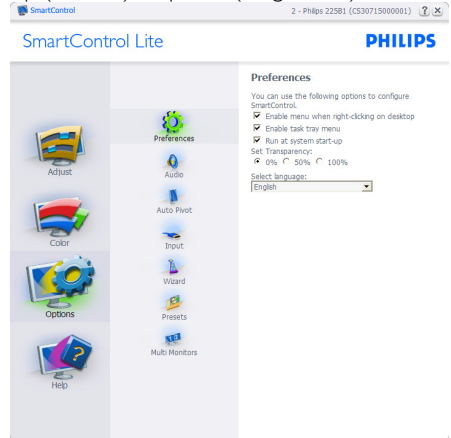 SmartControl
2 - Philips 225B1 (CS30715000001)
SmartControl Lite
PHILIPS
Adjust
Color
Options
Help
Preferences
Audio
Auto Pivot
Input
Wizard
Presets
Multi Monitors
Preferences
You can use the following options to configure
SmartControl.
Enable menu when right-clicking on desktop
Enable task tray menu
Run at system start-up
Set Transparency:
0% 50% 100%
Select language:
English